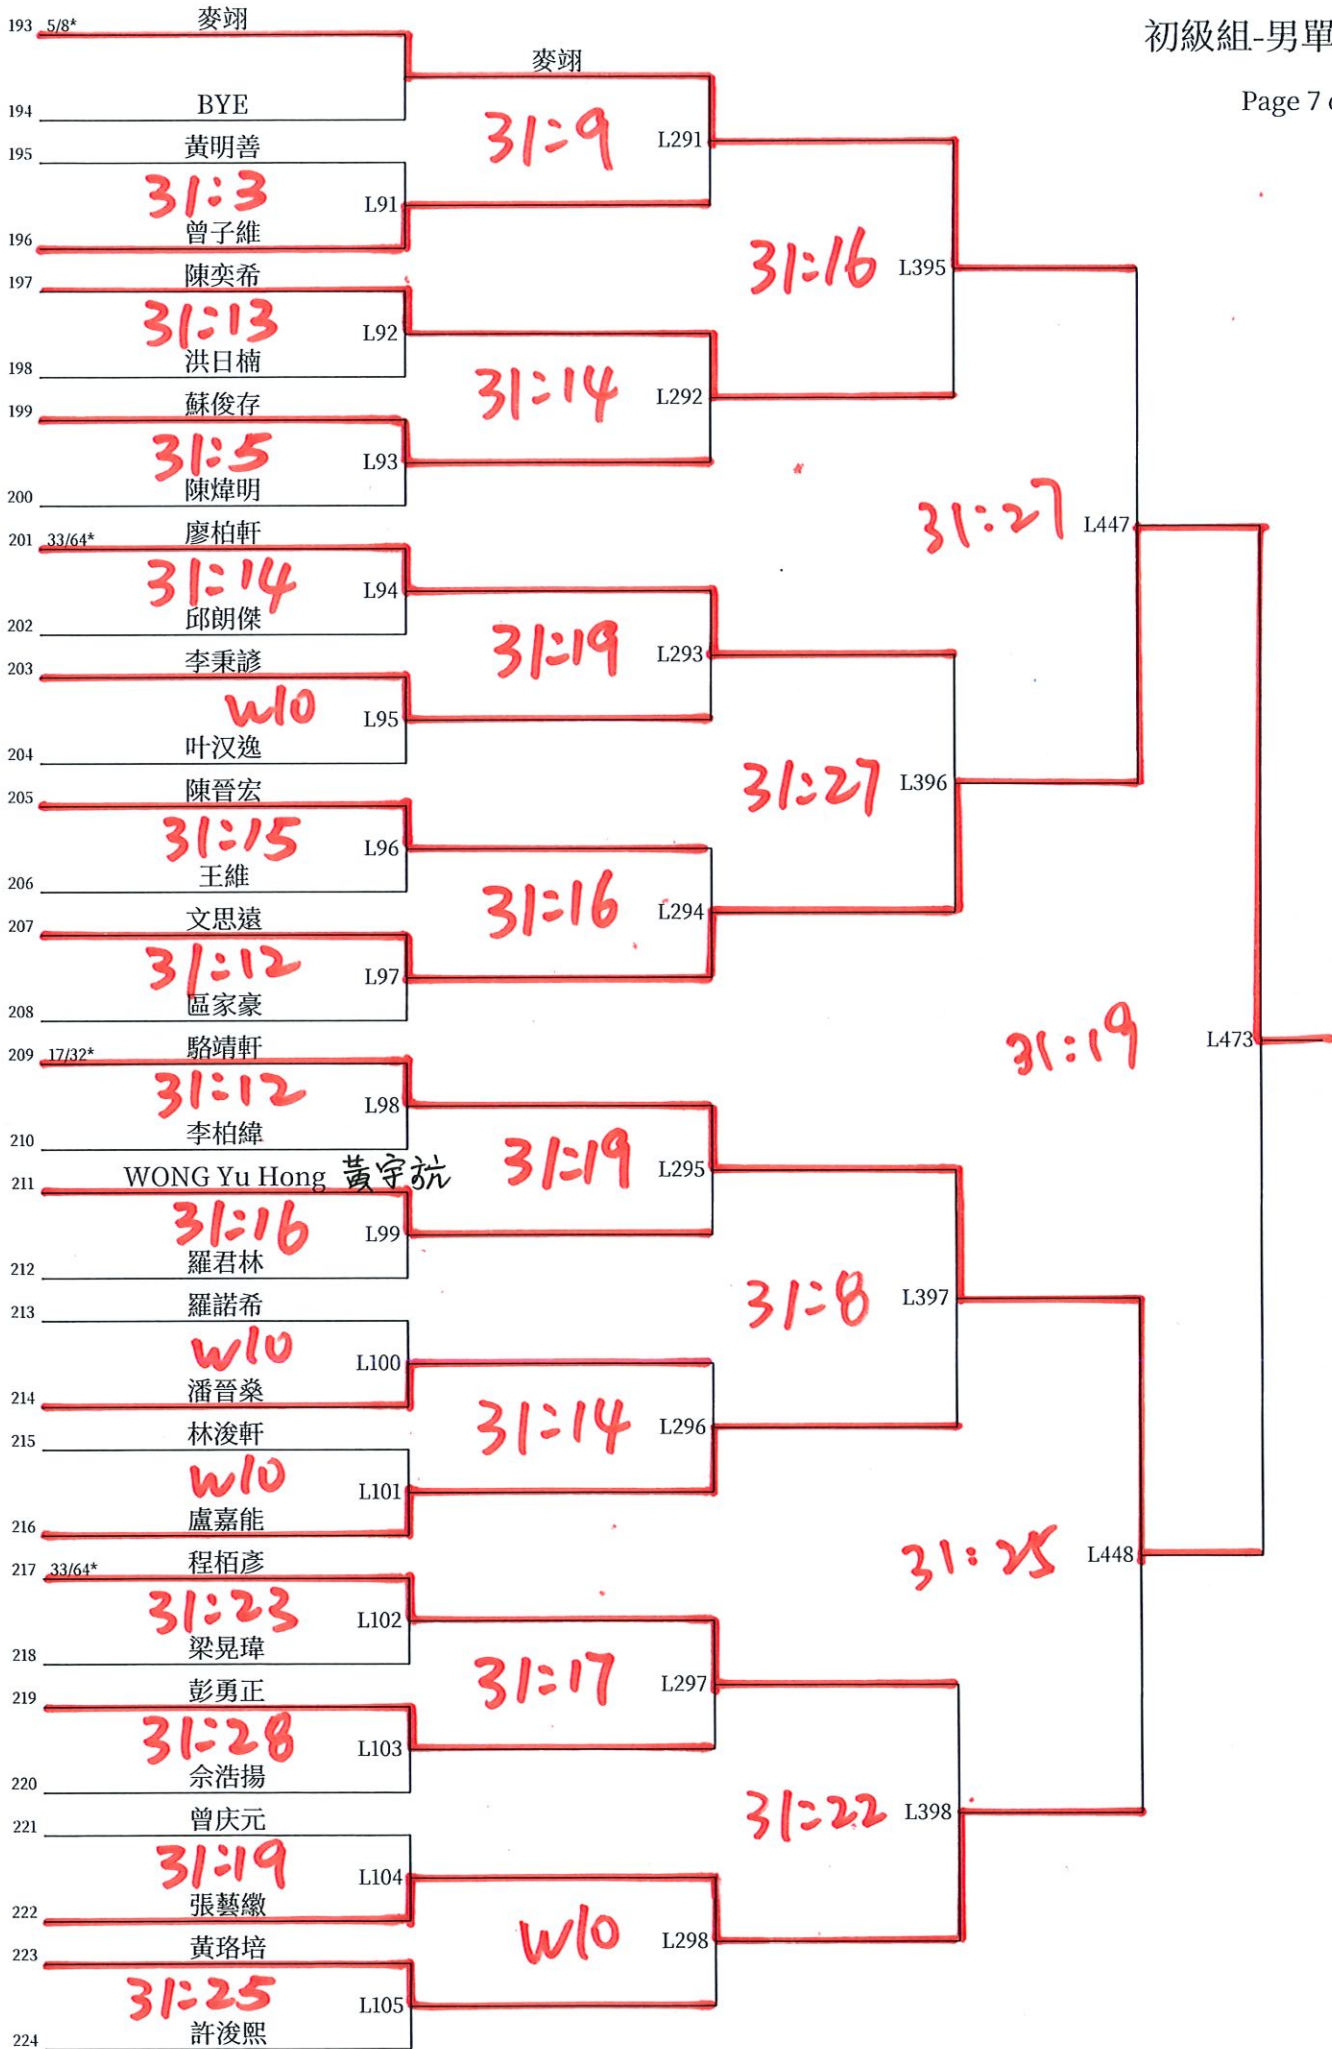 初級組-男單
Page 7
193 5/8* 麥翊
麥翊
194 BYE
31:9 L291
195 黃明善
31:3 L91
196 曾子維
31:16 L395
197 陳奕希
31:13 L92
198 洪日楠
31:14 L292
199 蘇俊存
31:5 L93
200 陳煒明
31:27 L447
201 33/64* 廖柏軒
31:14 L94
202 邱朗傑
31:19 L293
203 李秉諺
W/O L95
204 叶汉逸
31:27 L396
205 陳晉宏
31:15 L96
206 王維
31:16 L294
207 文思遠
31:12 L97
208 區家豪
31:19 L473
209 17/32* 駱靖軒
31:12 L98
210 李柏緯
31:19 L295
211 WONG Yu Hong 黃宇航
31:16 L99
212 羅君林
31:8 L397
213 羅諾希
W/O L100
214 潘晉燊
31:14 L296
215 林浚軒
W/O L101
216 盧嘉能
31:25 L448
217 33/64* 程栢彥
31:23 L102
218 梁晃瑋
31:17 L297
219 彭勇正
31:28 L103
220 佘浩揚
31:22 L398
221 曾庆元
31:19 L104
222 張藝繳
W/O L298
223 黃珞培
31:25 L105
224 許浚熙